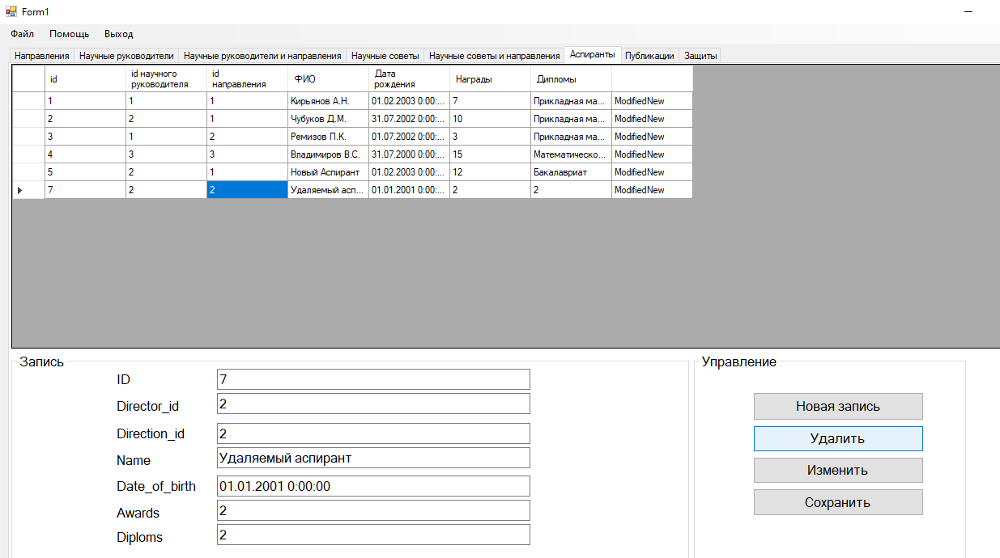 Form1
Файл Помощь Выход
Направления Научные руководители Научные руководители и направления Научные советы Научные советы и направления Аспиранты Публикации Защиты
id id научного руководителя id направления ФИО Дата рождения Награды Дипломы
1 1 1 Кирьянов А.Н. 01.02.2003 0:00:... 7 Прикладная ма... ModifiedNew
2 2 1 Чубуков Д.М. 31.07.2002 0:00:... 10 Прикладная ма... ModifiedNew
3 1 2 Ремизов П.К. 01.07.2002 0:00:... 3 Прикладная ма... ModifiedNew
4 3 3 Владимиров В.С. 31.07.2000 0:00:... 15 Математическо... ModifiedNew
5 2 1 Новый Аспирант 01.02.2003 0:00:... 12 Бакалавриат ModifiedNew
7 2 2 Удаляемый асп... 01.01.2001 0:00:... 2 2 ModifiedNew
Запись
ID 7
Director_id 2
Direction_id 2
Name Удаляемый аспирант
Date_of_birth 01.01.2001 0:00:00
Awards 2
Diploms 2
Управление
Новая запись
Удалить
Изменить
Сохранить